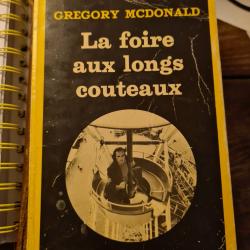 GREGORY MCDONALD
La foire
aux longs
couteaux